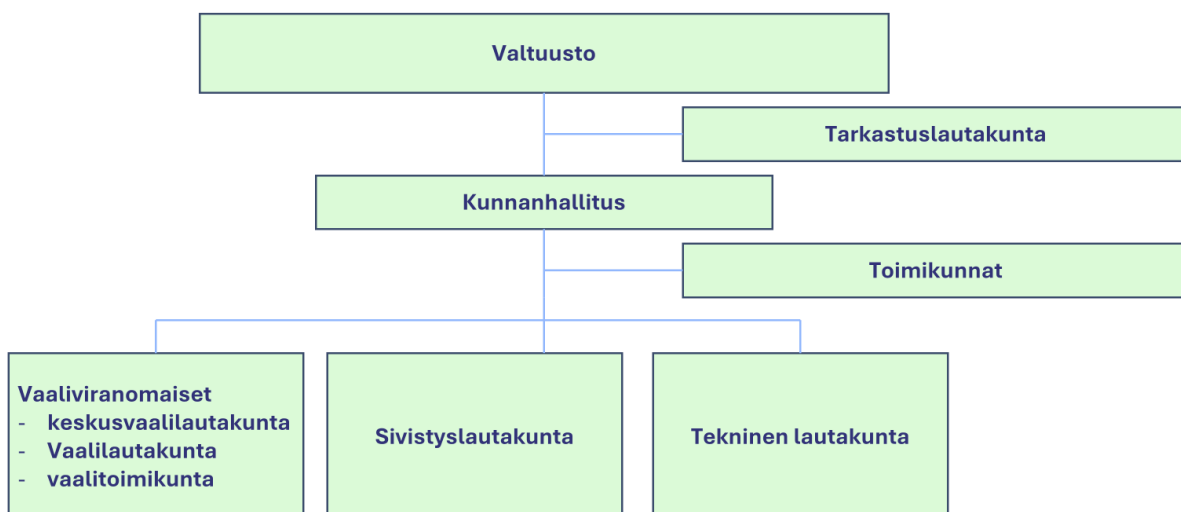 Valtuusto
Tarkastuslautakunta
Kunnanhallitus
Toimikunnat
Vaaliviranomaiset
- keskusvaalilautakunta
- Vaalilautakunta
- vaalitoimikunta
Sivistyslautakunta
Tekninen lautakunta